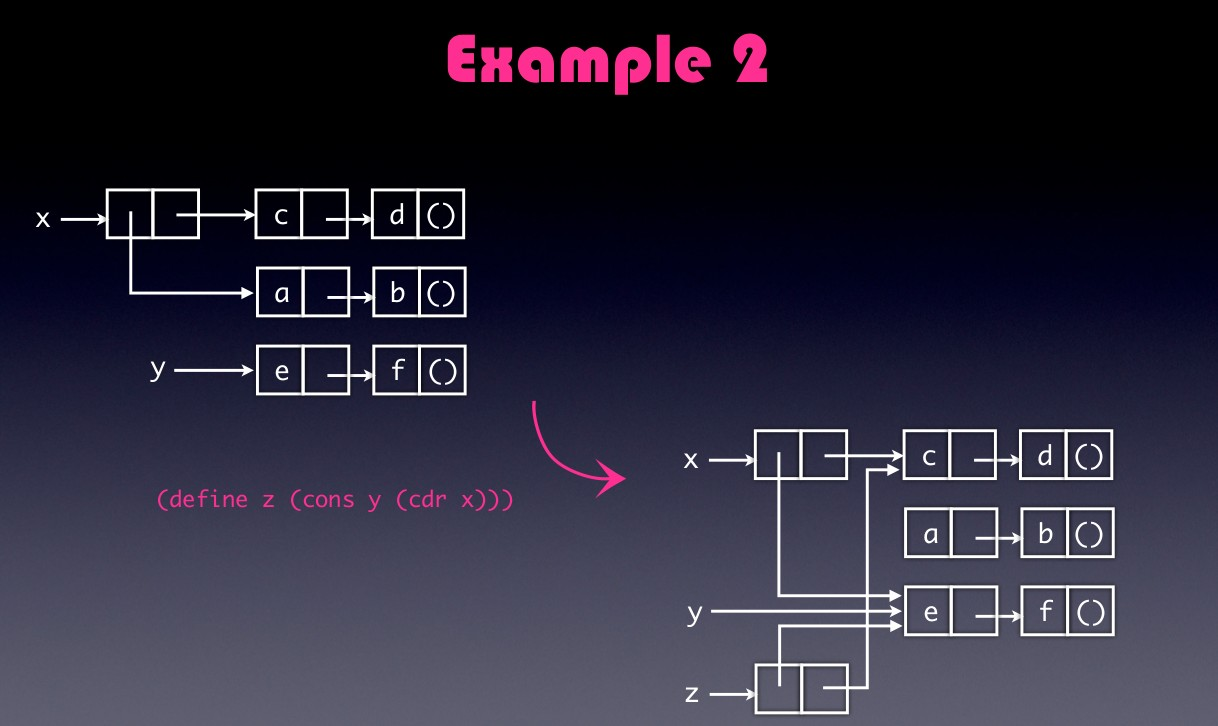 Example 2
x c d ()
a b ()
y e f ()
(define z (cons y (cdr x)))
x c d ()
a b ()
y e f ()
z